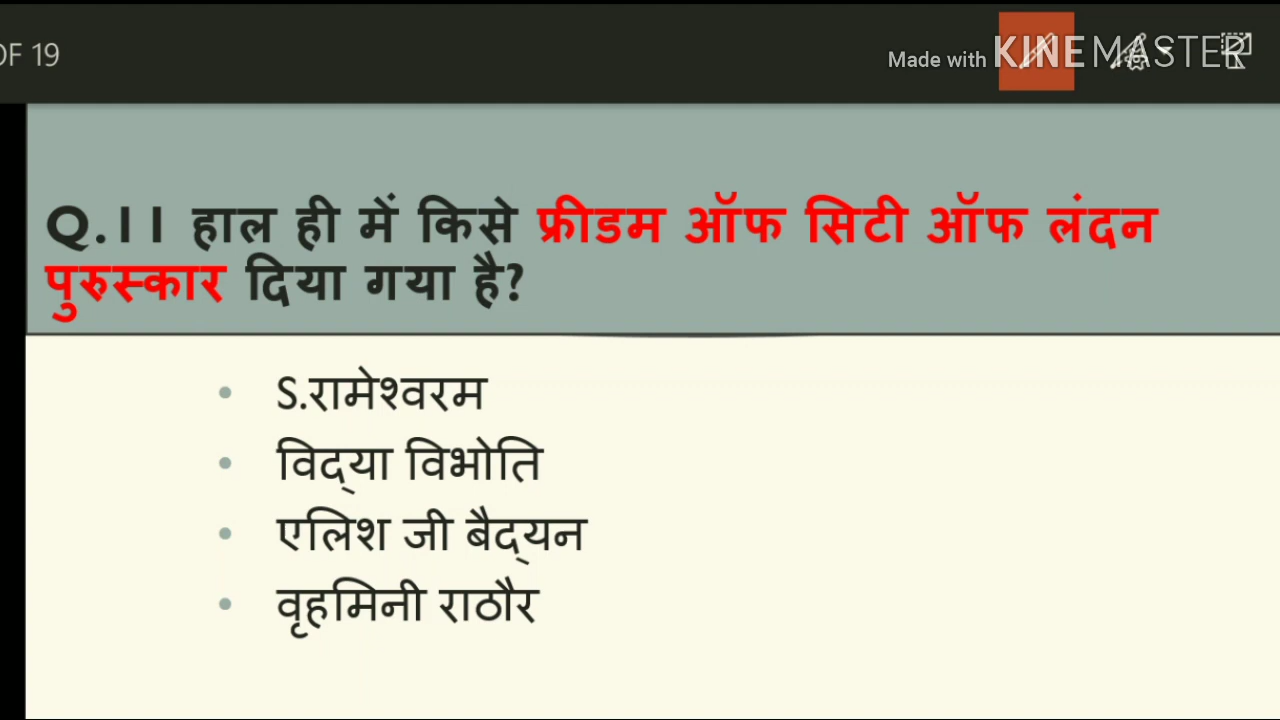 OF 19
Made with KINEMASTER
Q.11 हाल ही में किसे फ्रीडम ऑफ सिटी ऑफ लंदन
पुरुस्कार दिया गया है?
• S.रामेश्वरम
• विद्‌या विभोति
• एलिश जी बैद्‌यन
• वृहमिनी राठौर